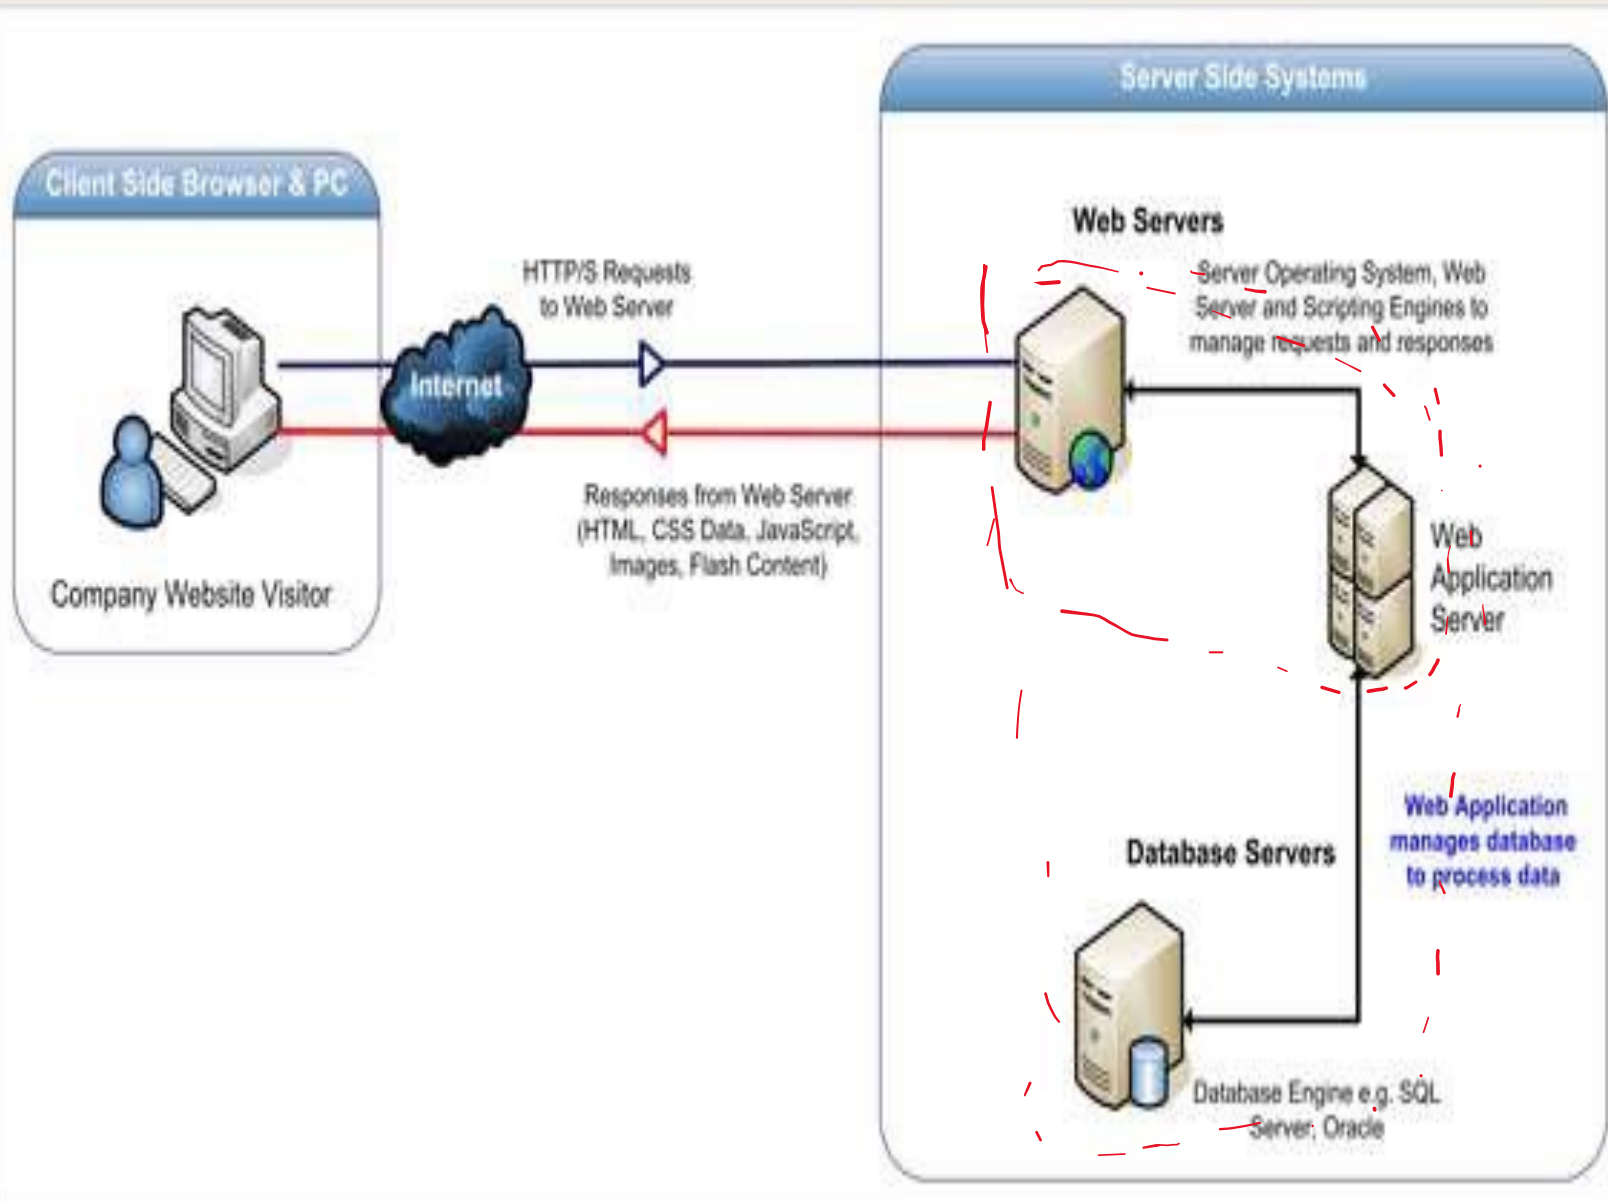 Server Side Systems
Client Side Browser & PC
Web Servers
HTTP/S Requests
to Web Server
Server Operating System, Web
Server and Scripting Engines to
manage requests and responses
Internet
Responses from Web Server
(HTML, CSS Data, JavaScript,
Images, Flash Content)
Web
Application
Server
Company Website Visitor
Web Application
manages database
to process data
Database Servers
Database Engine e.g. SQL
Server, Oracle